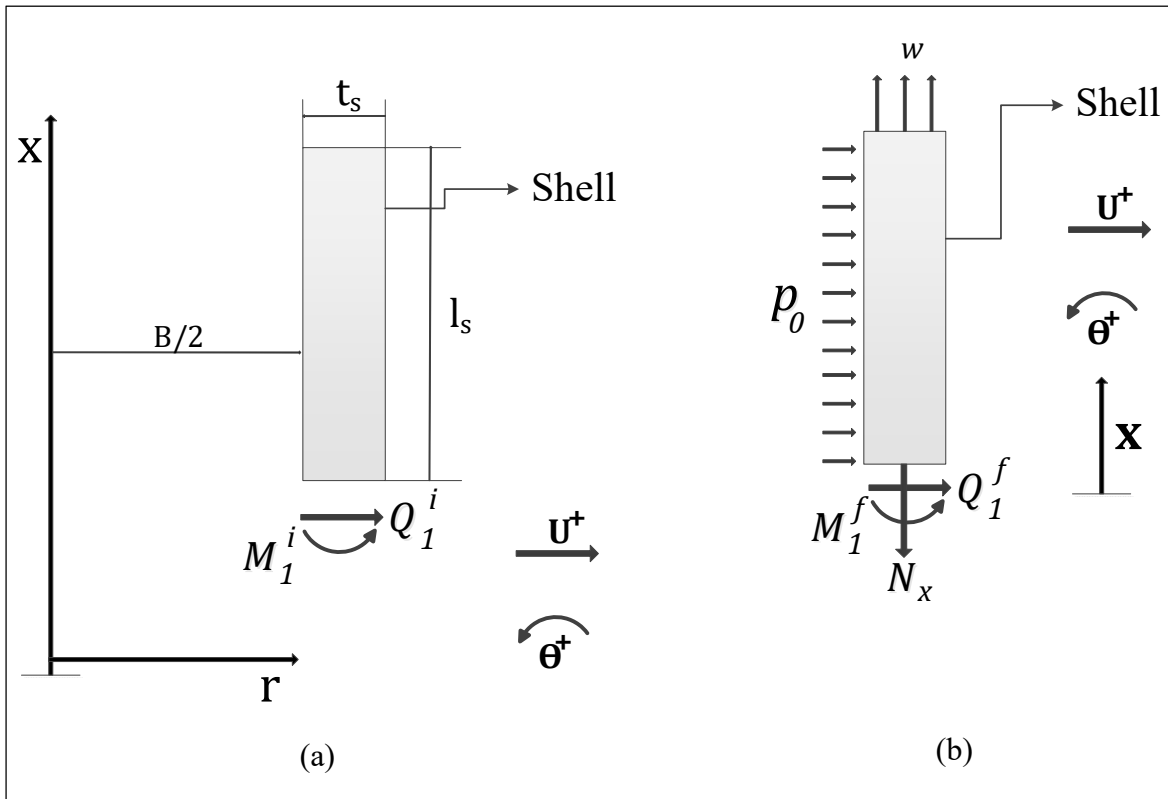 t_s
x
Shell
B/2
l_s
M_1^i
Q_1^i
U^+
θ^+
r
(a)
w
Shell
p_0
U^+
θ^+
x
M_1^f
Q_1^f
N_x
(b)